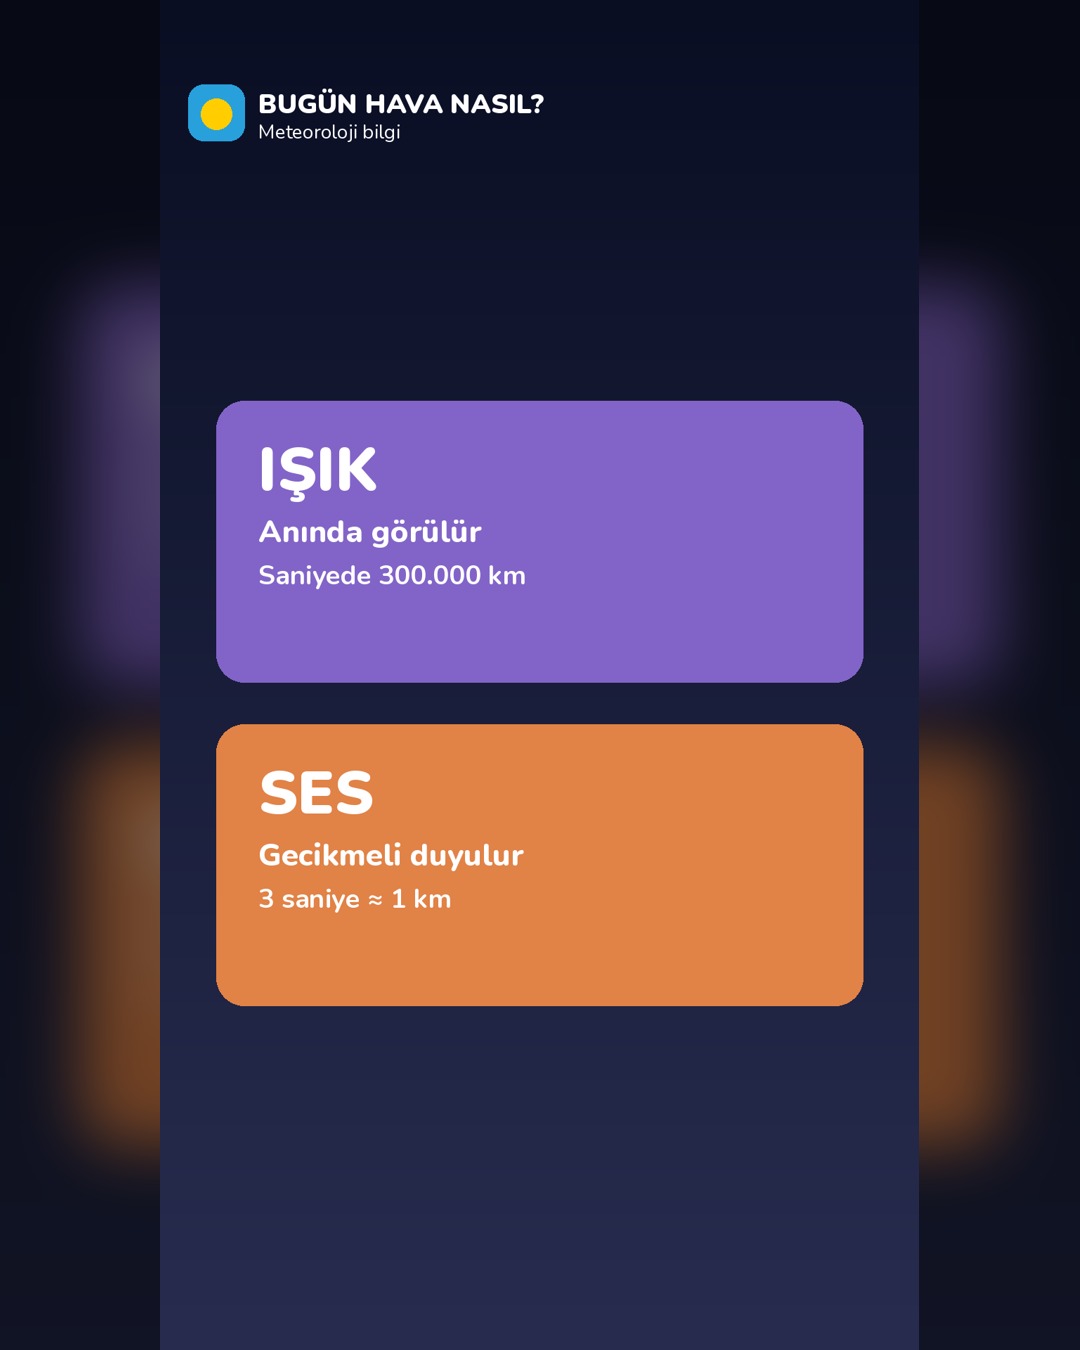 BUGÜN HAVA NASIL?
Meteoroloji bilgi
IŞIK
Anında görülür
Saniyede 300.000 km
SES
Gecikmeli duyulur
3 saniye ≈ 1 km